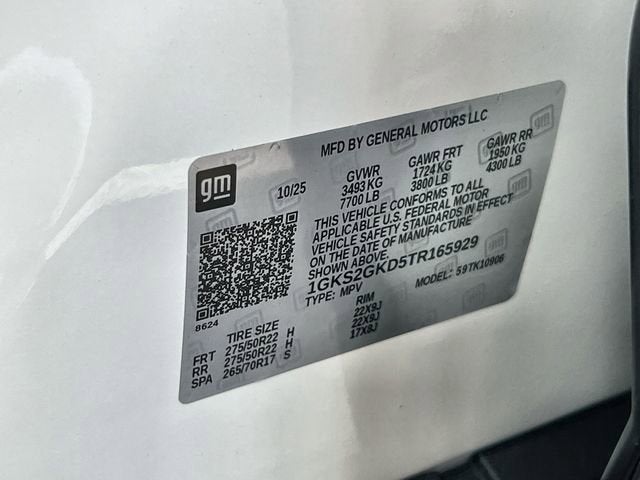 MFD BY GENERAL MOTORS LLC
gm
10/25
GVWR GAWR FRT GAWR RR
3493 KG 1724 KG 1950 KG
7700 LB 3800 LB 4300 LB
THIS VEHICLE CONFORMS TO ALL
APPLICABLE U.S. FEDERAL MOTOR
VEHICLE SAFETY STANDARDS IN EFFECT
ON THE DATE OF MANUFACTURE
SHOWN ABOVE.
1GKS2GKD5TR165929
TYPE: MPV MODEL: 59TK10906
8624
TIRE SIZE RIM
FRT 275/50R22 H 22X9J
RR 275/50R22 H 22X9J
SPA 265/70R17 S 17X8J